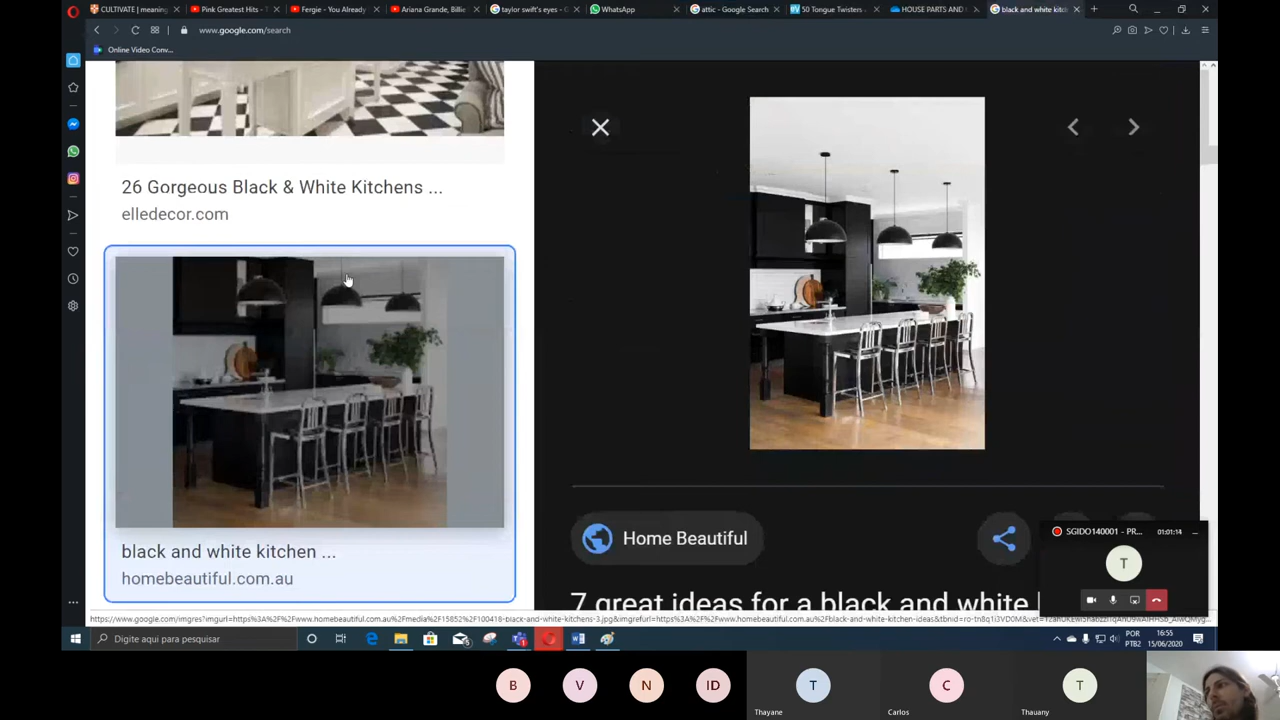 CULTIVATE | meaning
Pink Greatest Hits -
Fergie - You Already
Ariana Grande, Billie
taylor swift's eyes - G
WhatsApp
attic - Google Search
50 Tongue Twisters
HOUSE PARTS AND
black and white kitch
www.google.com/search
Online Video Conv...
26 Gorgeous Black & White Kitchens ...
elledecor.com
black and white kitchen ...
homebeautiful.com.au
Home Beautiful
7 great ideas for a black and white
SGIDO140001 - PR...
01:01:14
T
Digite aqui para pesquisar
POR
PTB2
16:55
15/06/2020
B
V
N
ID
T
Thayane
C
Carlos
T
Thauany